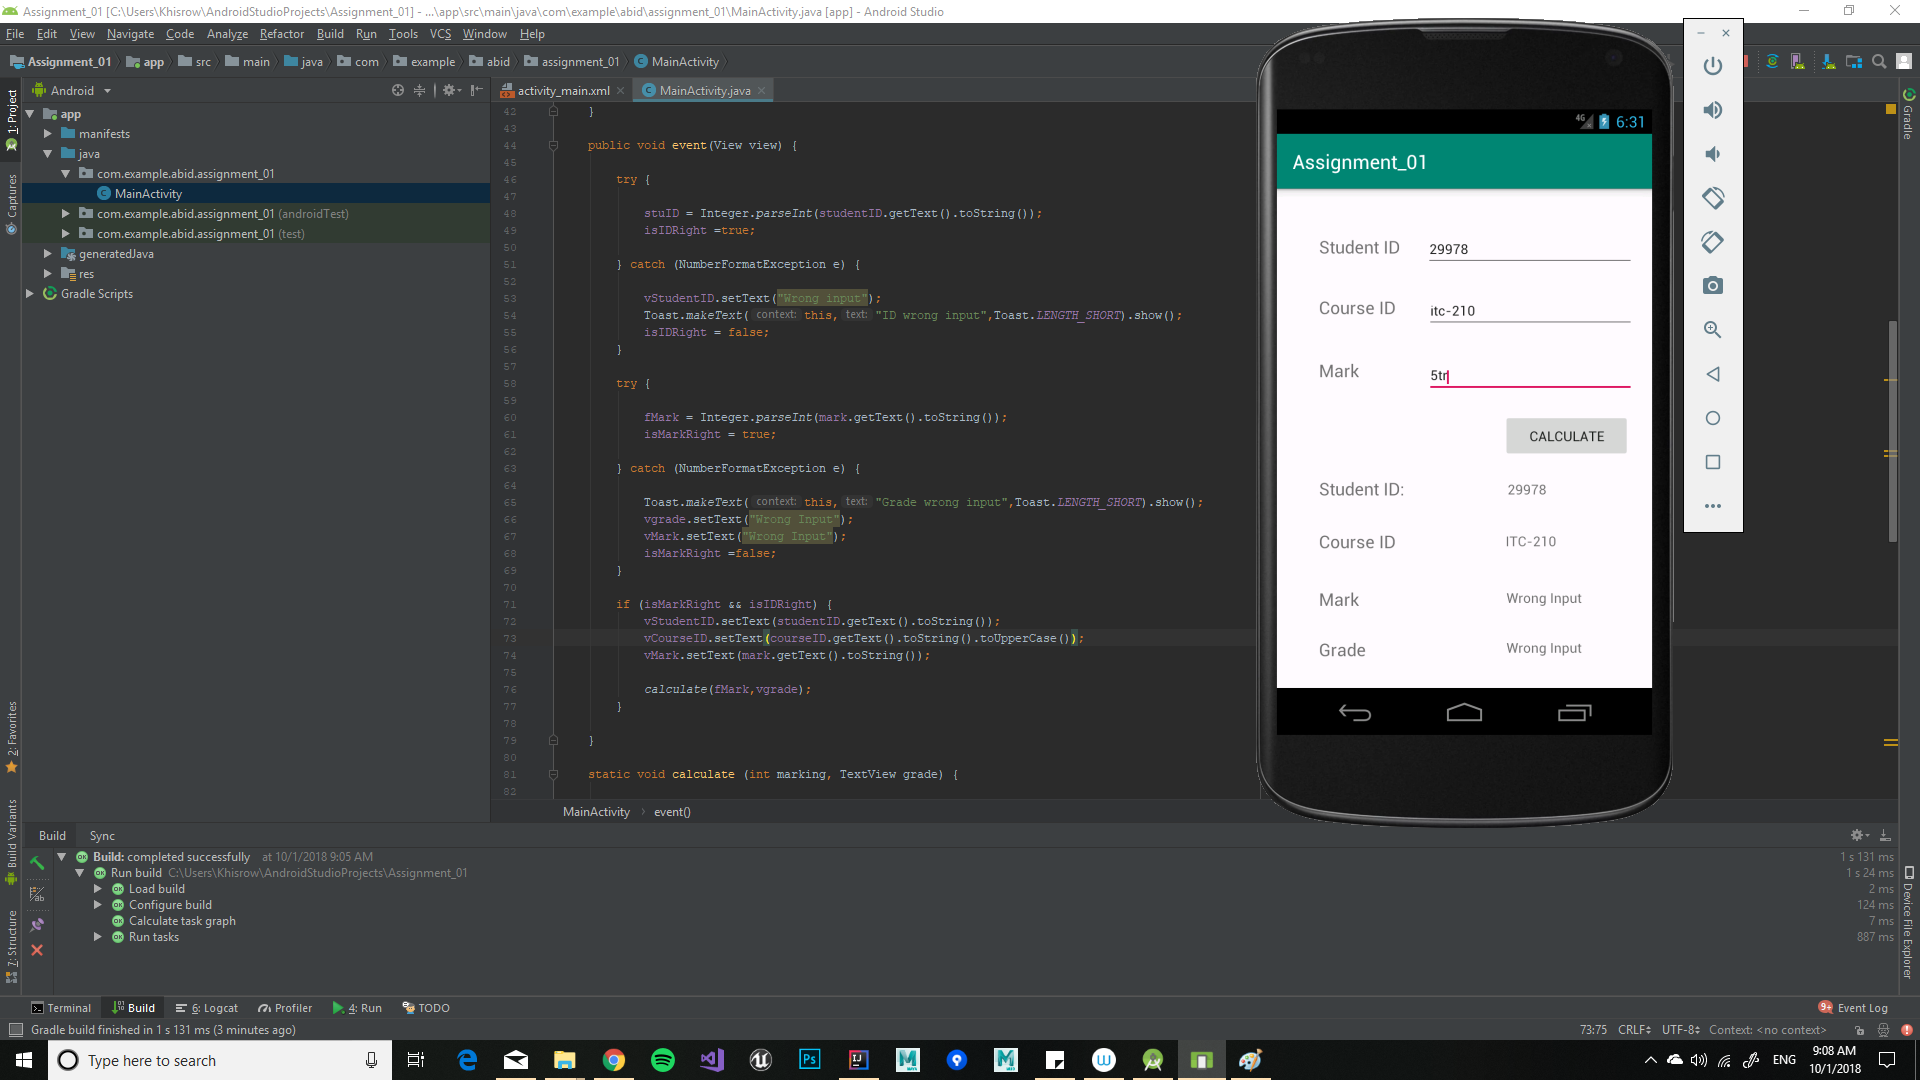 Assignment_01 [C:\Users\Khisrow\AndroidStudioProjects\Assignment_01] - ...\app\src\main\java\com\example\abid\assignment_01\MainActivity.java [app] - Android Studio
File Edit View Navigate Code Analyze Refactor Build Run Tools VCS Window Help
Assignment_01 app src main java com example abid assignment_01 MainActivity
1: Project
Captures
2: Favorites
Build Variants
7: Structure
Android
app
manifests
java
com.example.abid.assignment_01
MainActivity
com.example.abid.assignment_01 (androidTest)
com.example.abid.assignment_01 (test)
generatedJava
res
Gradle Scripts
activity_main.xml MainActivity.java
42 }
43
44 public void event(View view) {
45
46 try {
47
48 stuID = Integer.parseInt(studentID.getText().toString());
49 isIDRight =true;
50
51 } catch (NumberFormatException e) {
52
53 vStudentID.setText("Wrong input");
54 Toast.makeText( context: this, text: "ID wrong input",Toast.LENGTH_SHORT).show();
55 isIDRight = false;
56 }
57
58 try {
59
60 fMark = Integer.parseInt(mark.getText().toString());
61 isMarkRight = true;
62
63 } catch (NumberFormatException e) {
64
65 Toast.makeText( context: this, text: "Grade wrong input",Toast.LENGTH_SHORT).show();
66 vgrade.setText("Wrong Input");
67 vMark.setText("Wrong Input");
68 isMarkRight =false;
69 }
70
71 if (isMarkRight && isIDRight) {
72 vStudentID.setText(studentID.getText().toString());
73 vCourseID.setText(courseID.getText().toString().toUpperCase());
74 vMark.setText(mark.getText().toString());
75
76 calculate(fMark,vgrade);
77 }
78
79 }
80
81 static void calculate (int marking, TextView grade) {
82
MainActivity event()
4G 6:31
Assignment_01
Student ID 29978
Course ID itc-210
Mark 5tr
CALCULATE
Student ID: 29978
Course ID ITC-210
Mark Wrong Input
Grade Wrong Input
Gradle
Device File Explorer
Build Sync
Build: completed successfully at 10/1/2018 9:05 AM 1 s 131 ms
Run build C:\Users\Khisrow\AndroidStudioProjects\Assignment_01 1 s 24 ms
Load build 2 ms
Configure build 124 ms
Calculate task graph 7 ms
Run tasks 887 ms
Terminal Build 6: Logcat Profiler 4: Run TODO 9+ Event Log
Gradle build finished in 1 s 131 ms (3 minutes ago) 73:75 CRLF UTF-8 Context: <no context>
Type here to search
Ps
IJ
ENG
9:08 AM
10/1/2018